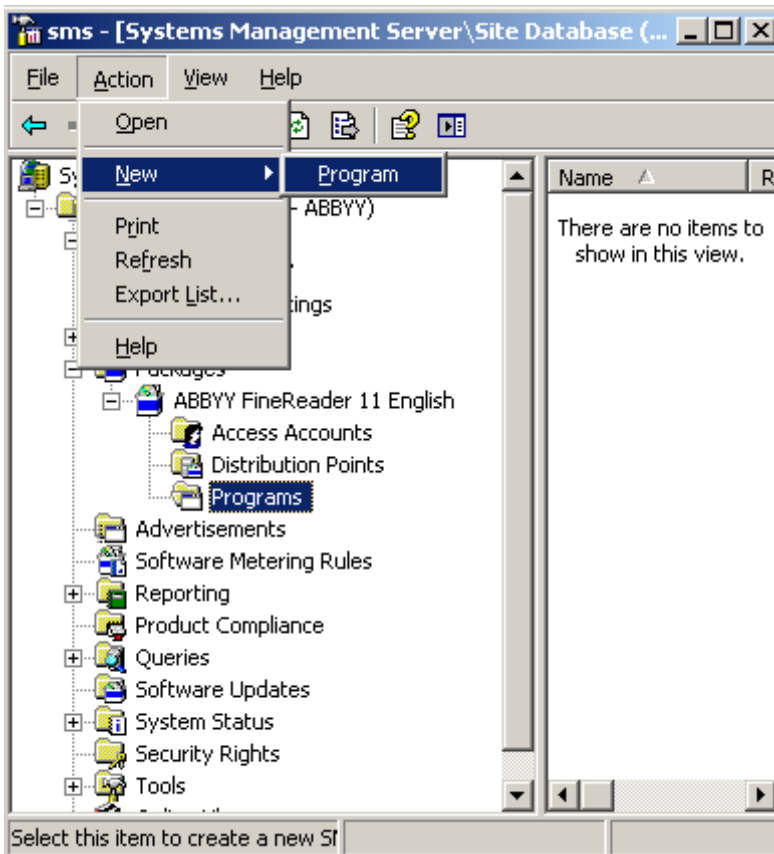 sms - [Systems Management Server\Site Database (...
File Action View Help
Open
New Program
Print
Refresh
Export List...
Help
- ABBYY)
Name
There are no items to
show in this view.
Packages
ABBYY FineReader 11 English
Access Accounts
Distribution Points
Programs
Advertisements
Software Metering Rules
Reporting
Product Compliance
Queries
Software Updates
System Status
Security Rights
Tools
Select this item to create a new